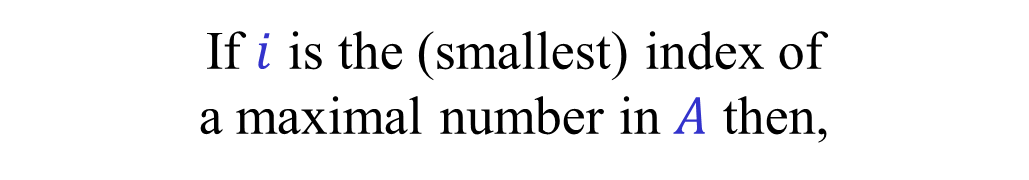 If i is the (smallest) index of
a maximal number in A then,